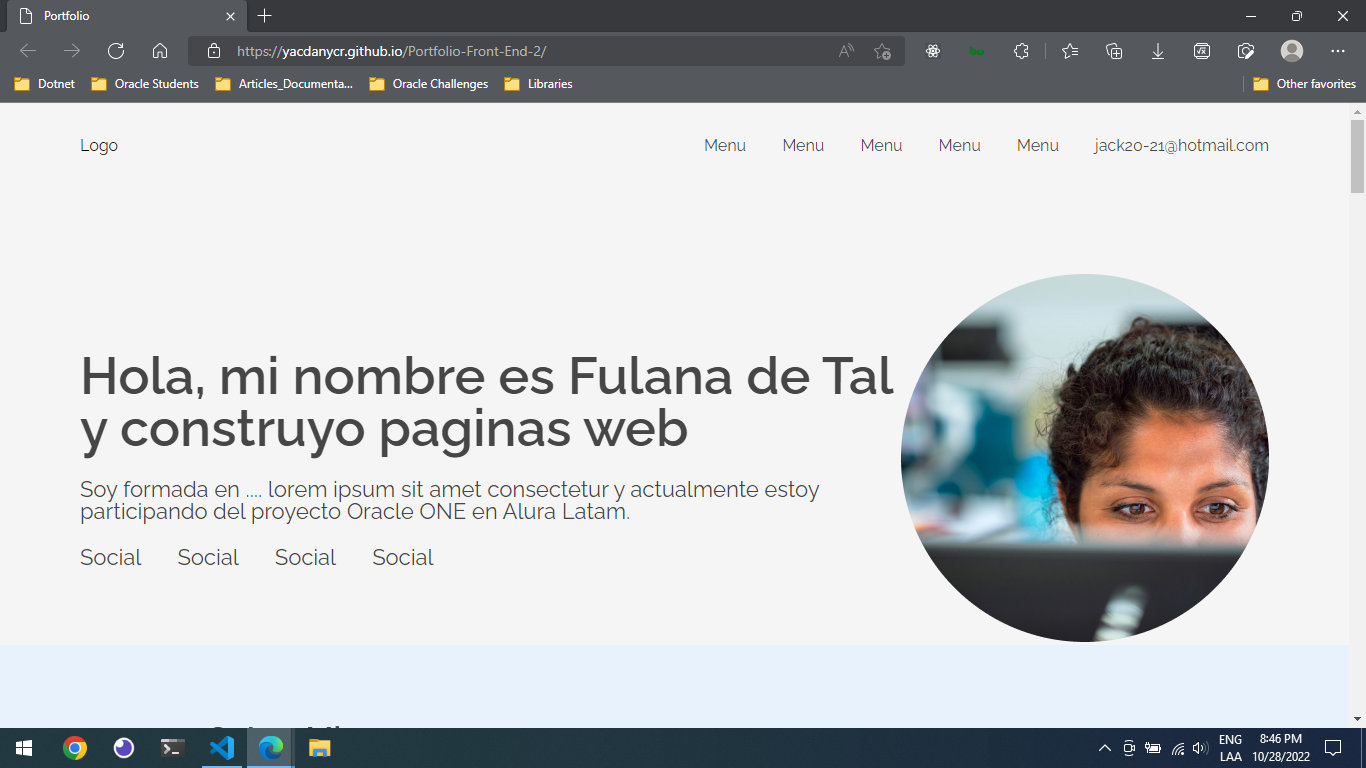 Portfolio
https://yacdanycr.github.io/Portfolio-Front-End-2/
Dotnet Oracle Students Articles_Documenta... Oracle Challenges Libraries Other favorites
Logo Menu Menu Menu Menu Menu jack20-21@hotmail.com
Hola, mi nombre es Fulana de Tal
y construyo paginas web
Soy formada en .... lorem ipsum sit amet consectetur y actualmente estoy
participando del proyecto Oracle ONE en Alura Latam.
Social Social Social Social
ENG 8:46 PM
LAA 10/28/2022